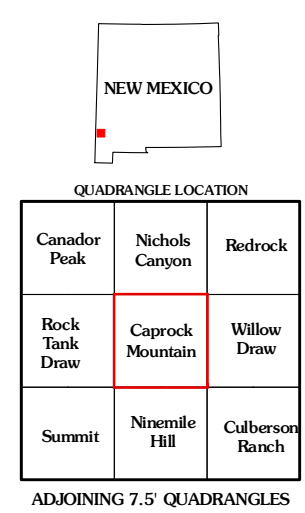 NEW MEXICO
QUADRANGLE LOCATION
Canador
Peak
Nichols
Canyon
Redrock
Rock
Tank
Draw
Caprock
Mountain
Willow
Draw
Summit
Ninemile
Hill
Culberson
Ranch
ADJOINING 7.5' QUADRANGLES